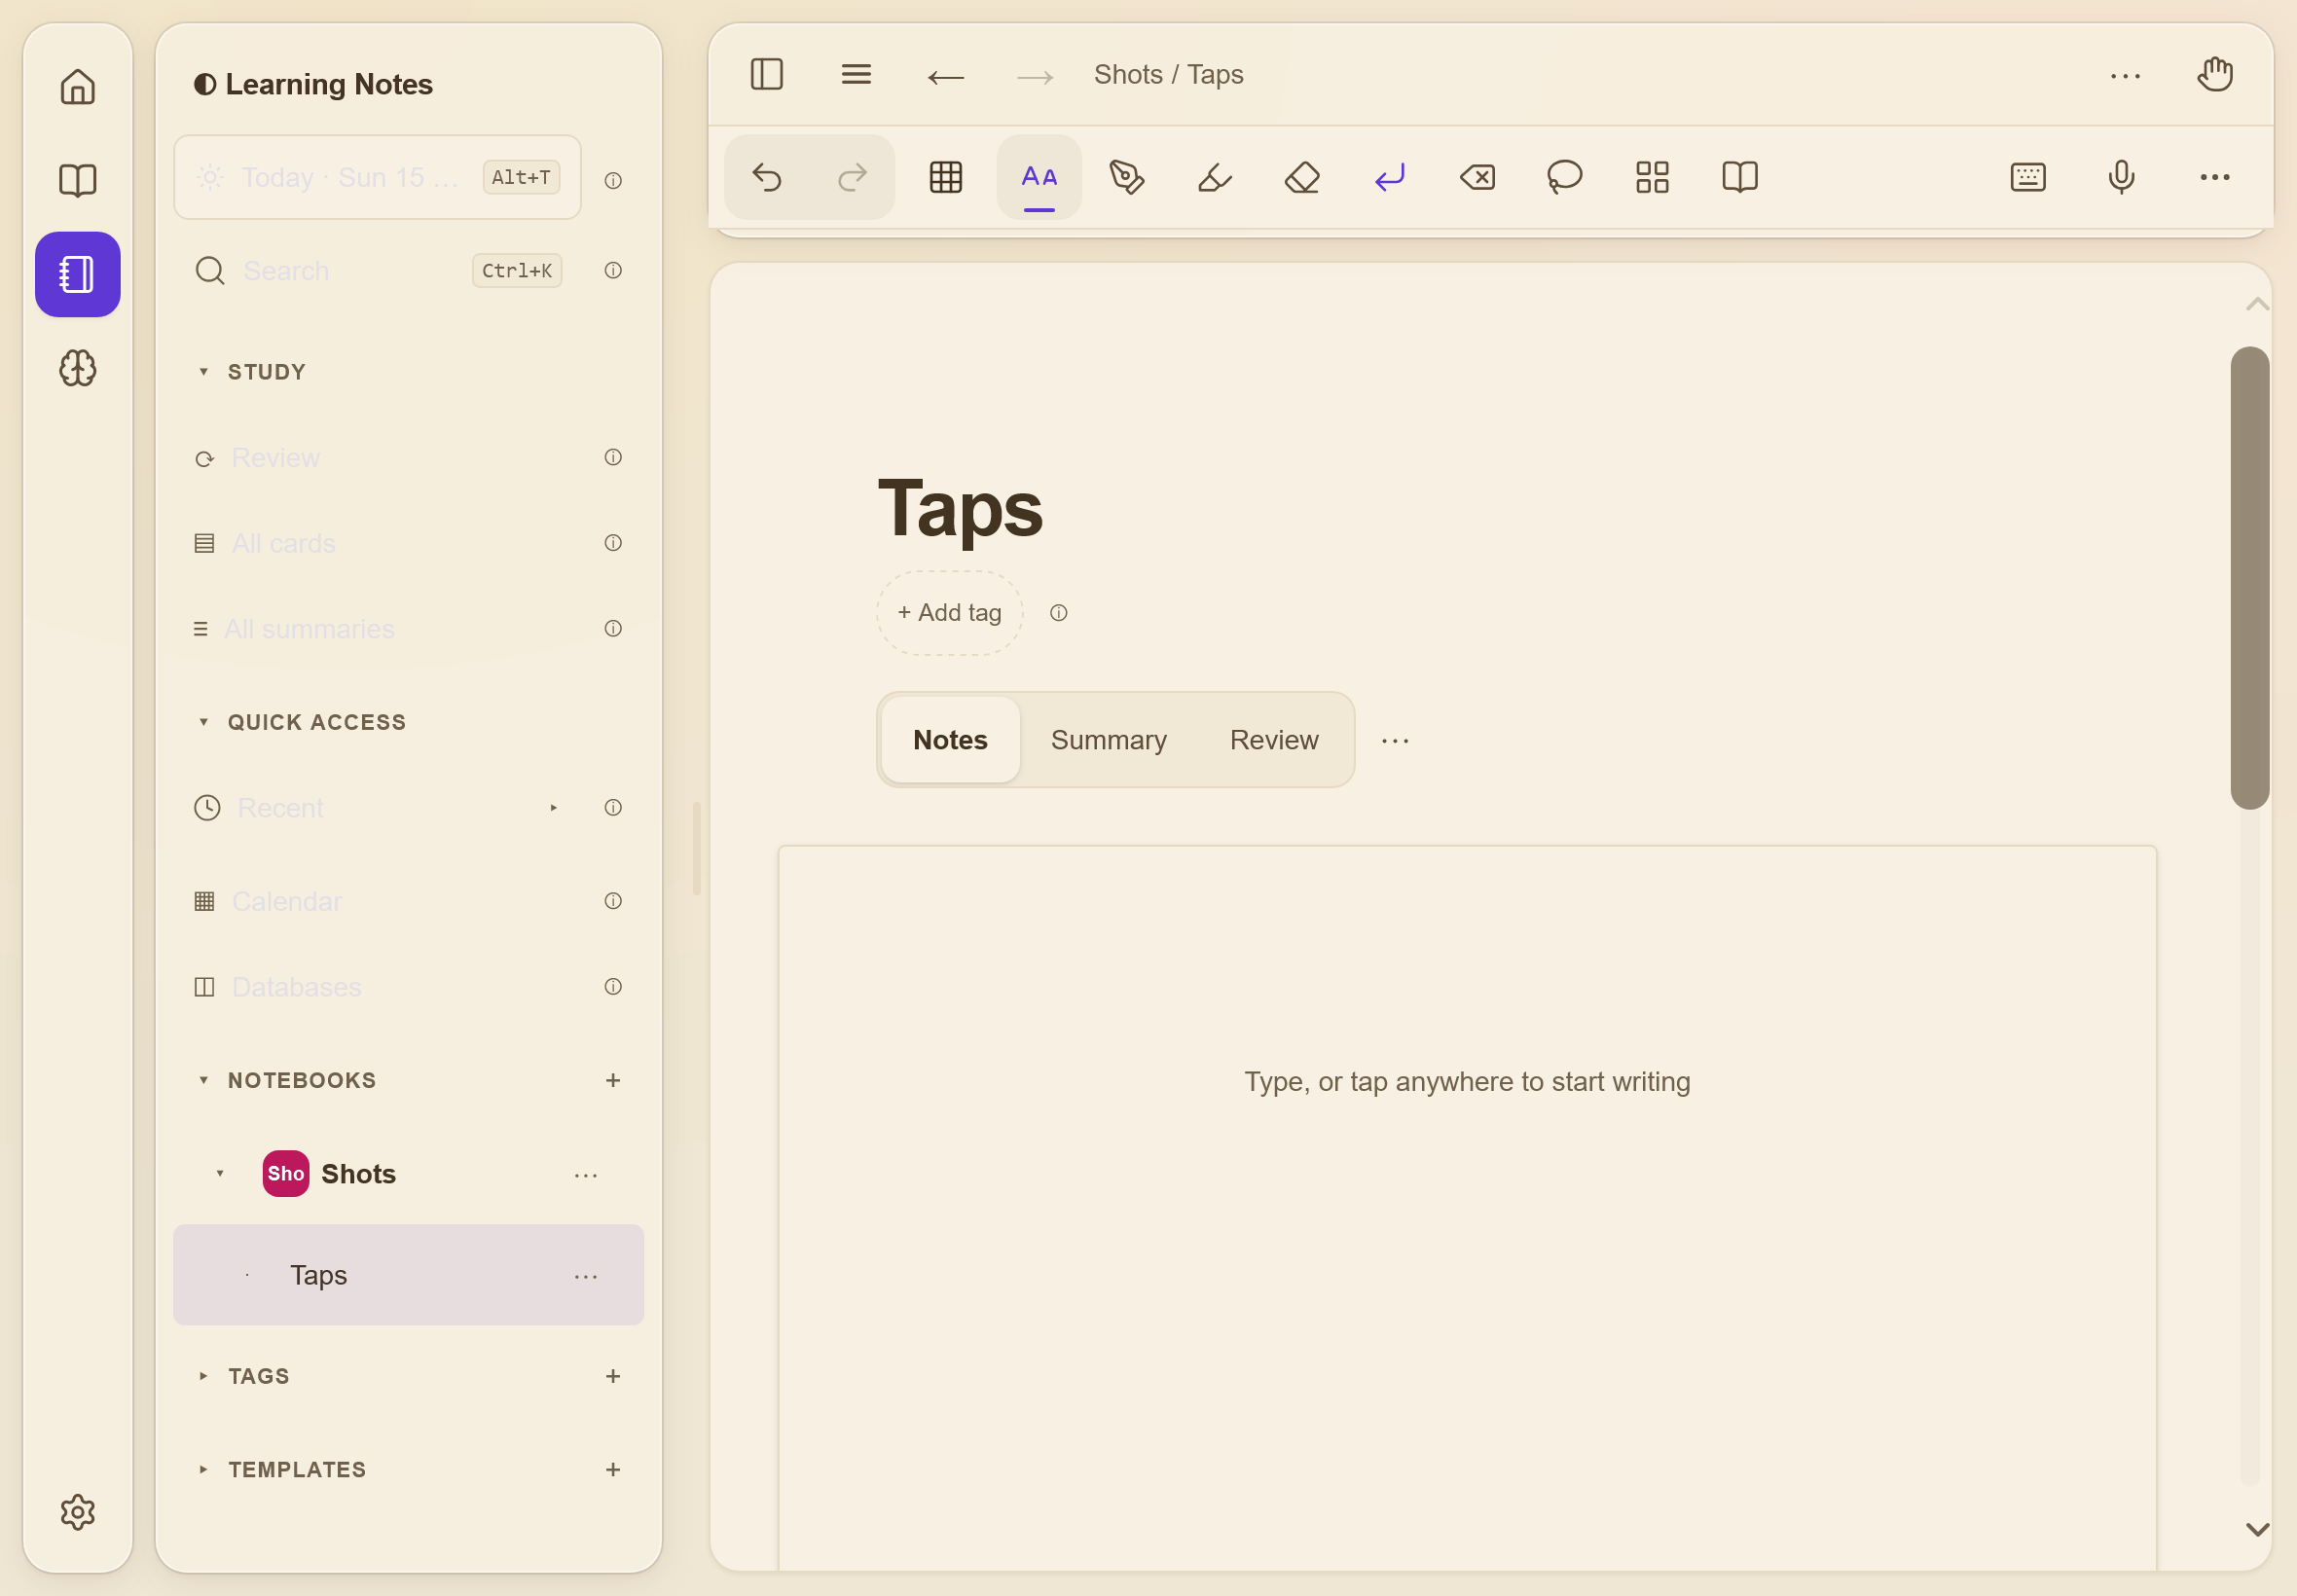 Learning Notes
Today · Sun 15 ...
Alt+T
Search
Ctrl+K
STUDY
Review
All cards
All summaries
QUICK ACCESS
Recent
Calendar
Databases
NOTEBOOKS
Sho
Shots
Taps
TAGS
TEMPLATES
Shots / Taps
AA
Taps
+ Add tag
Notes
Summary
Review
Type, or tap anywhere to start writing